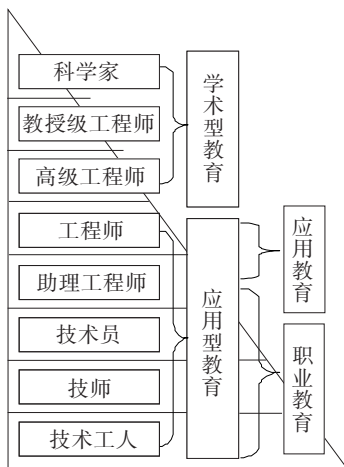 科学家
教授级工程师
高级工程师
工程师
助理工程师
技术员
技师
技术工人
学术型教育
应用型教育
应用教育
职业教育